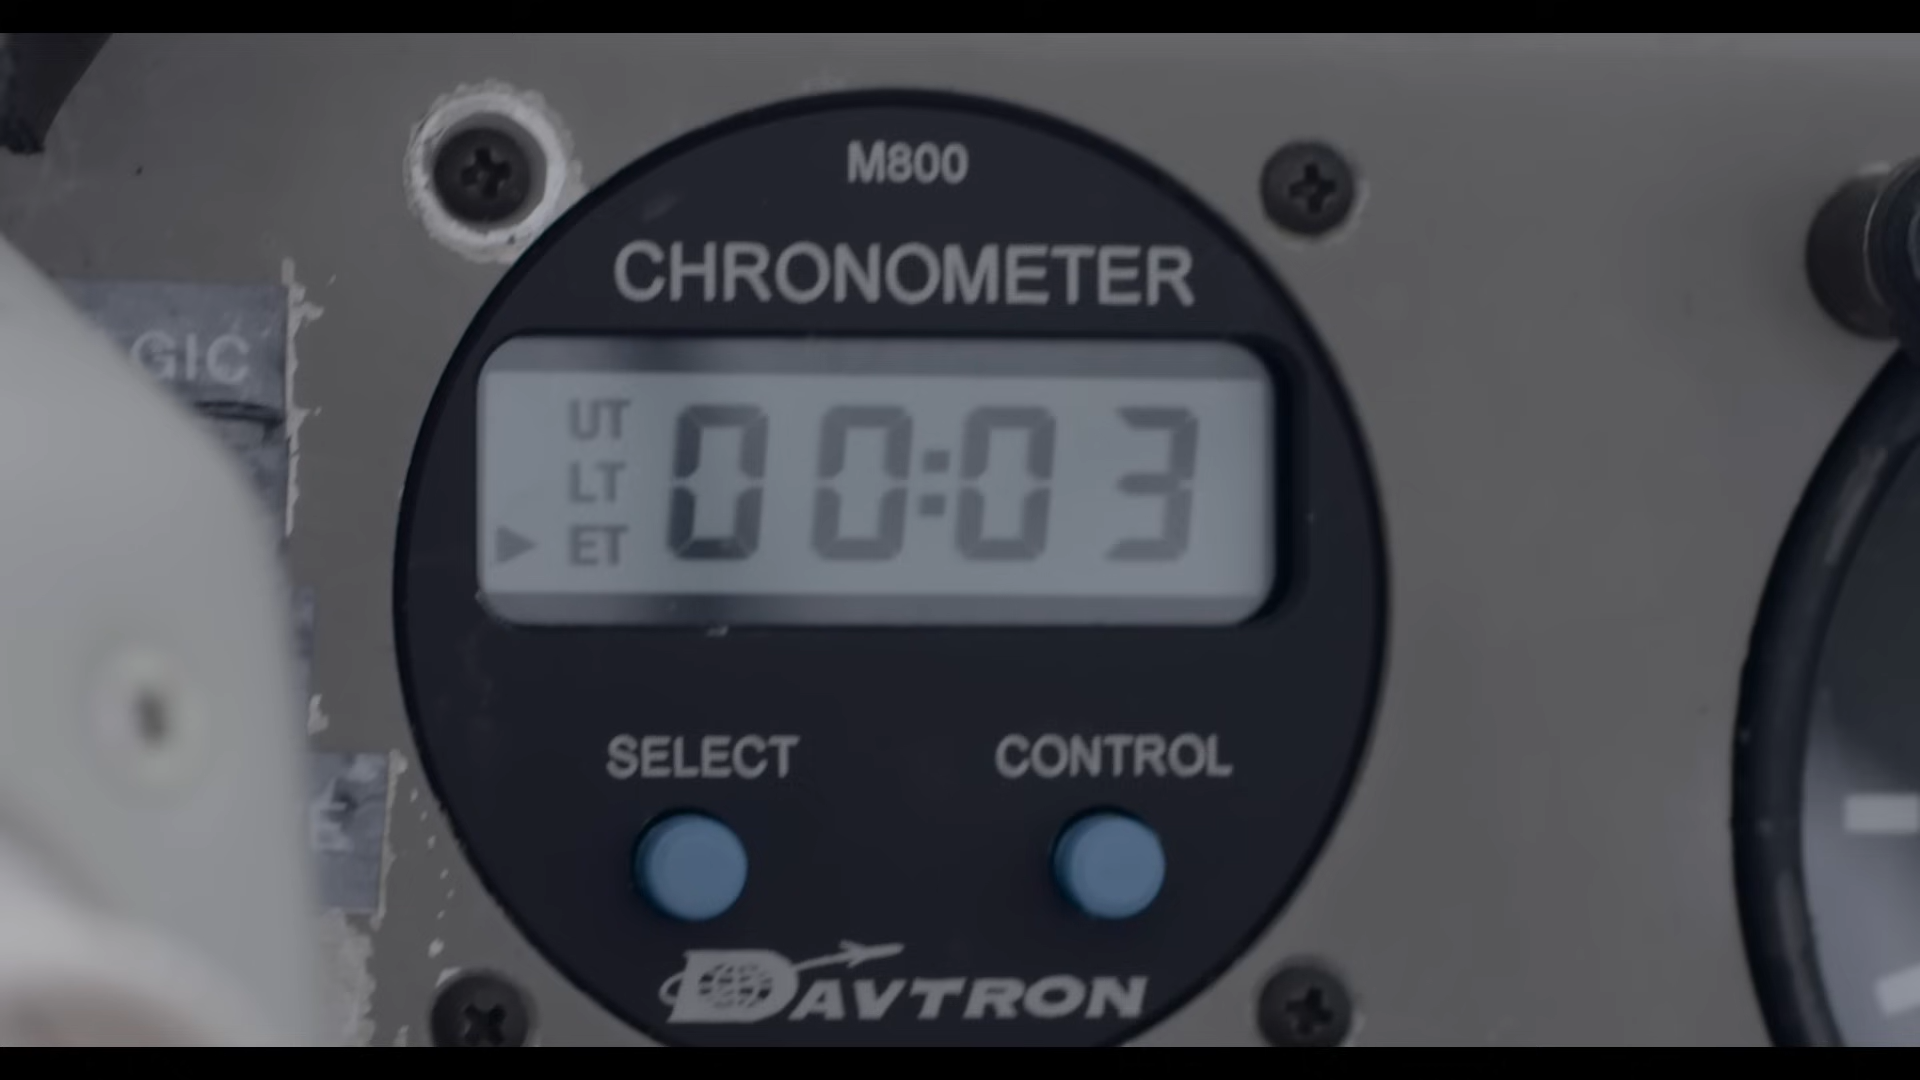 M800
CHRONOMETER
GIC
UT
LT
ET
00:03
SELECT
CONTROL
DAVTRON